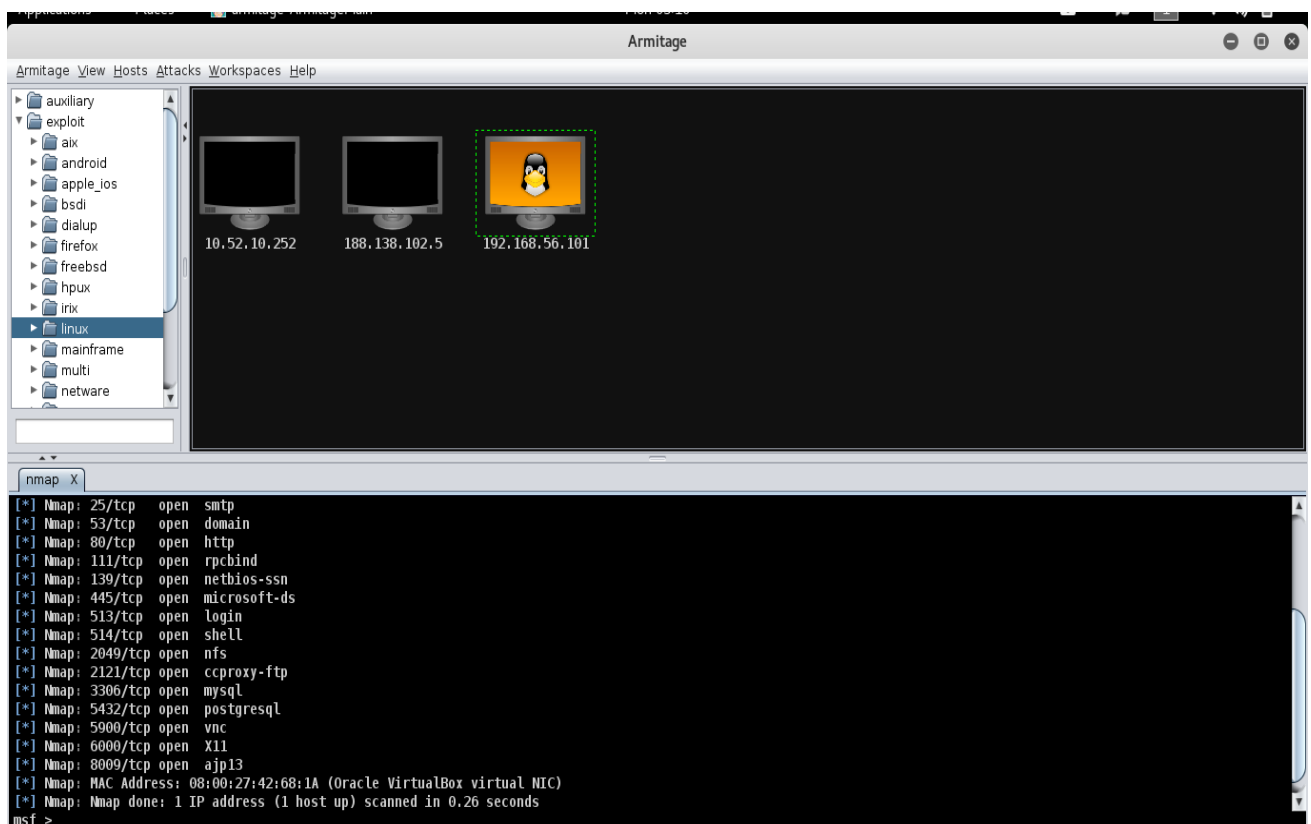 Armitage
Armitage View Hosts Attacks Workspaces Help
auxiliary
exploit
aix
android
apple_ios
bsdi
dialup
firefox
freebsd
hpux
irix
linux
mainframe
multi
netware
10.52.10.252 188.138.102.5 192.168.56.101
nmap X
[*] Nmap: 25/tcp open smtp
[*] Nmap: 53/tcp open domain
[*] Nmap: 80/tcp open http
[*] Nmap: 111/tcp open rpcbind
[*] Nmap: 139/tcp open netbios-ssn
[*] Nmap: 445/tcp open microsoft-ds
[*] Nmap: 513/tcp open login
[*] Nmap: 514/tcp open shell
[*] Nmap: 2049/tcp open nfs
[*] Nmap: 2121/tcp open ccproxy-ftp
[*] Nmap: 3306/tcp open mysql
[*] Nmap: 5432/tcp open postgresql
[*] Nmap: 5900/tcp open vnc
[*] Nmap: 6000/tcp open X11
[*] Nmap: 8009/tcp open ajp13
[*] Nmap: MAC Address: 08:00:27:42:68:1A (Oracle VirtualBox virtual NIC)
[*] Nmap: Nmap done: 1 IP address (1 host up) scanned in 0.26 seconds
msf >